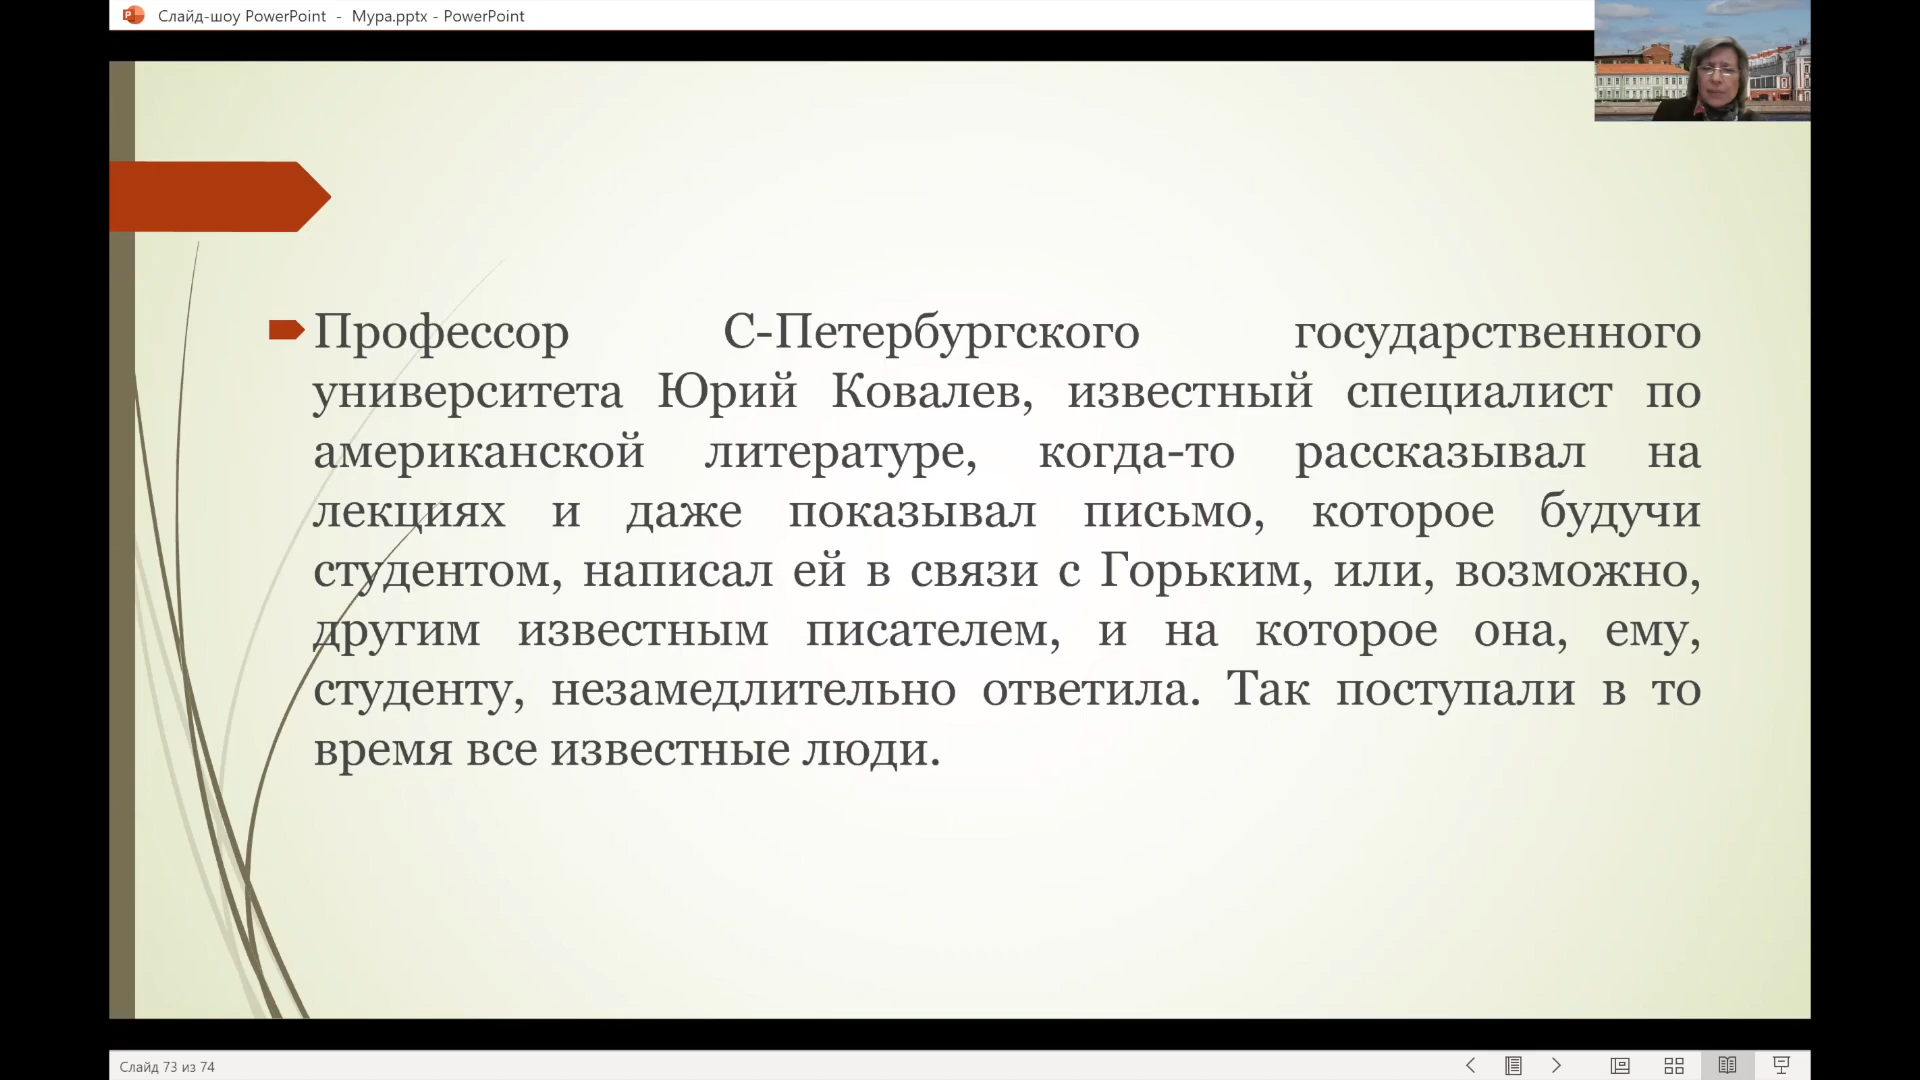 Слайд-шоу PowerPoint - Мура.pptx - PowerPoint
Профессор С-Петербургского государственного
университета Юрий Ковалев, известный специалист по
американской литературе, когда-то рассказывал на
лекциях и даже показывал письмо, которое будучи
студентом, написал ей в связи с Горьким, или, возможно,
другим известным писателем, и на которое она, ему,
студенту, незамедлительно ответила. Так поступали в то
время все известные люди.
Слайд 73 из 74